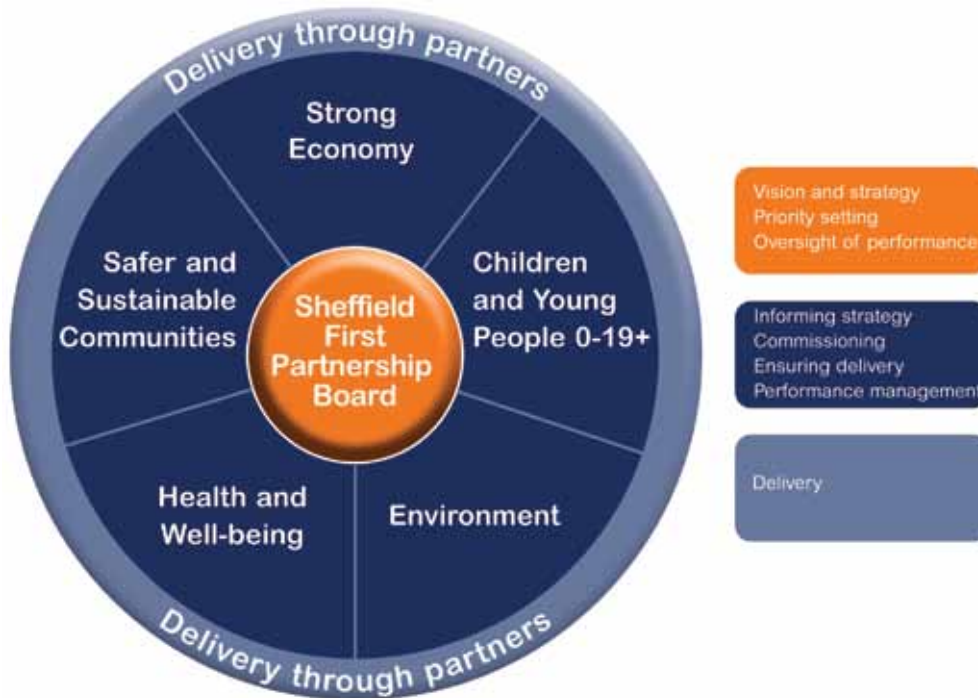 Delivery through partners
Strong
Economy
Safer and
Sustainable
Communities
Sheffield
First
Partnership
Board
Children
and Young
People 0-19+
Health and
Well-being
Environment
Delivery through partners
Vision and strategy
Priority setting
Oversight of performance
Informing strategy
Commissioning
Ensuring delivery
Performance management
Delivery